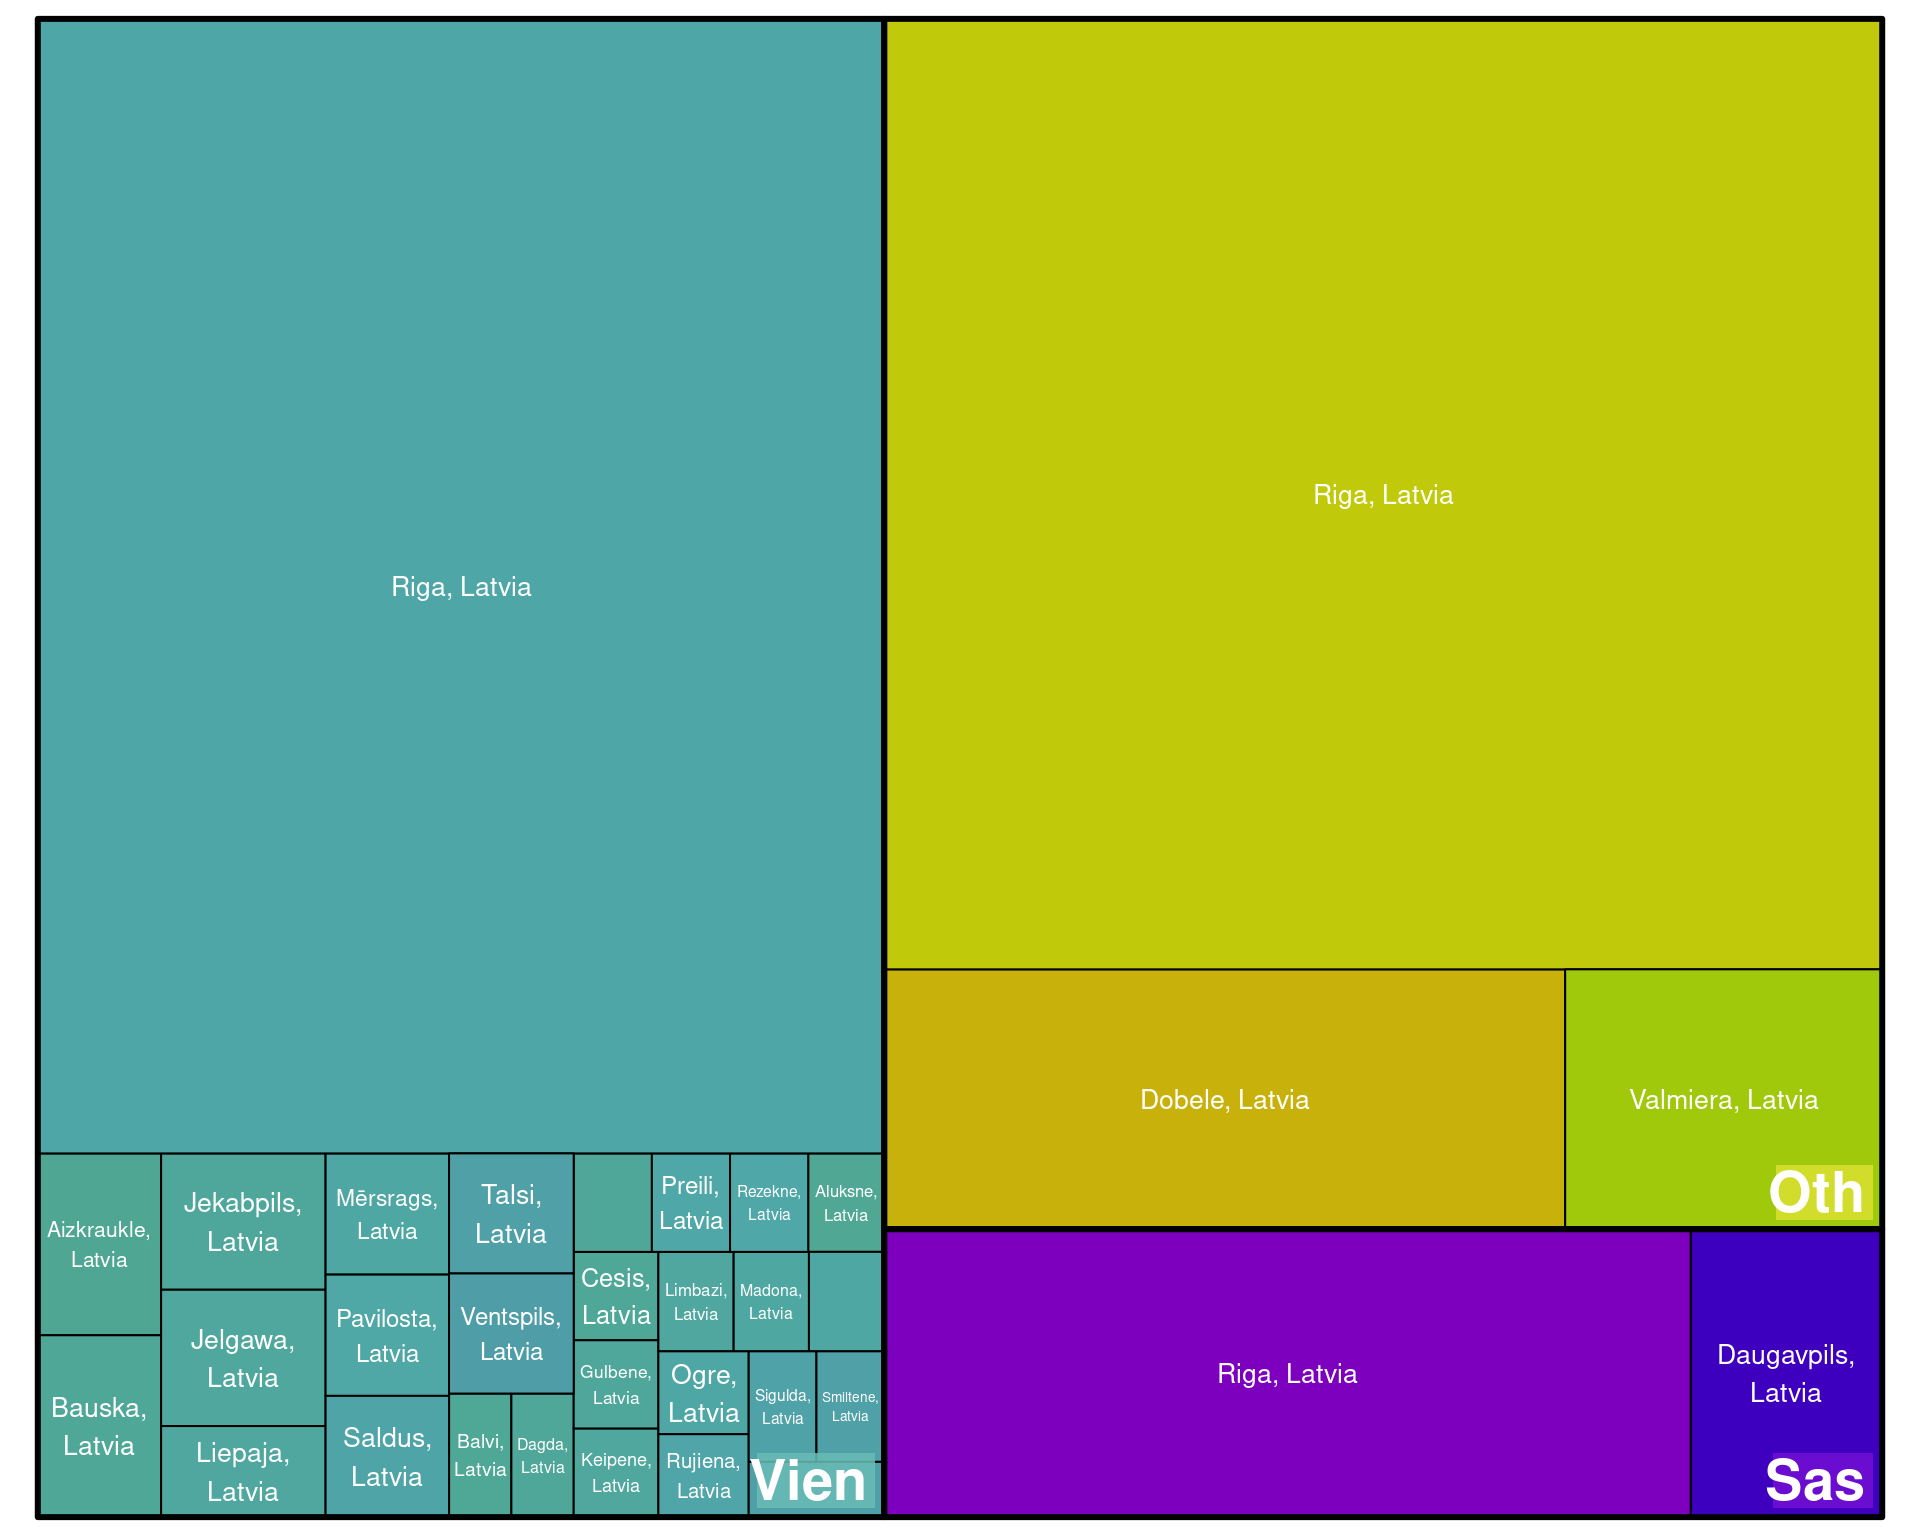 Riga, Latvia
Riga, Latvia
Dobele, Latvia
Valmiera, Latvia
Oth
Aizkraukle,
Latvia
Bauska,
Latvia
Jekabpils,
Latvia
Jelgawa,
Latvia
Liepaja,
Latvia
Mērsrags,
Latvia
Pavilosta,
Latvia
Saldus,
Latvia
Talsi,
Latvia
Ventspils,
Latvia
Balvi,
Latvia
Dagda,
Latvia
Preili,
Latvia
Rezekne,
Latvia
Aluksne,
Latvia
Cesis,
Latvia
Gulbene,
Latvia
Keipene,
Latvia
Limbazi,
Latvia
Madona,
Latvia
Ogre,
Latvia
Rujiena,
Latvia
Sigulda,
Latvia
Smiltene,
Latvia
Vien
Riga, Latvia
Daugavpils,
Latvia
Sas